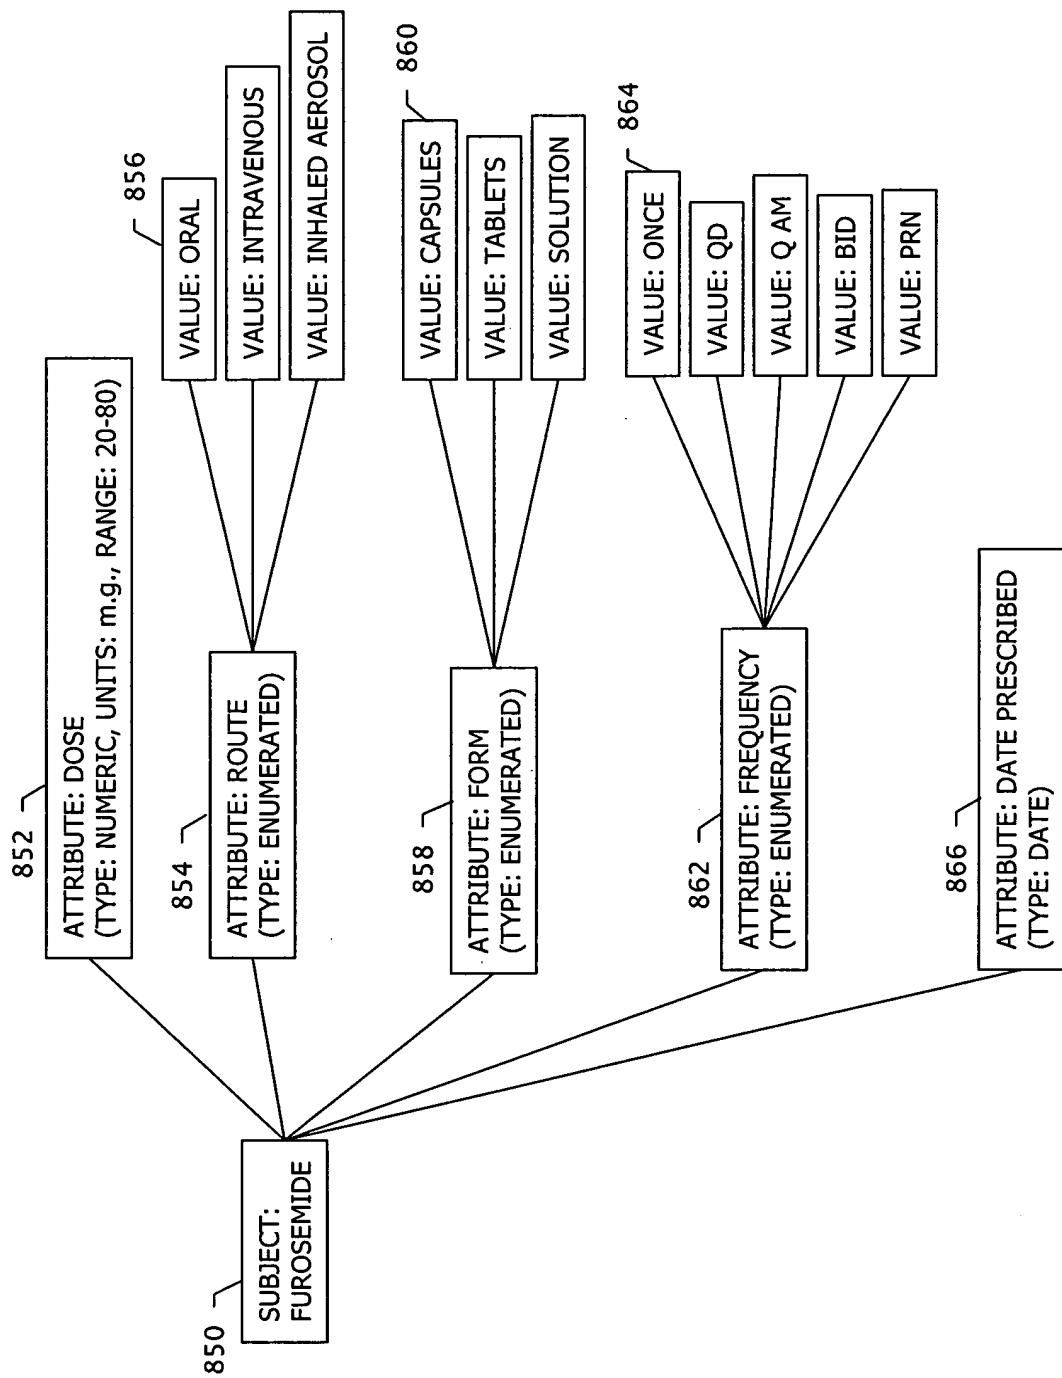 850
SUBJECT:
FUROSEMIDE
852
ATTRIBUTE: DOSE
(TYPE: NUMERIC, UNITS: m.g., RANGE: 20-80)
854
ATTRIBUTE: ROUTE
(TYPE: ENUMERATED)
856
VALUE: ORAL
VALUE: INTRAVENOUS
VALUE: INHALED AEROSOL
858
ATTRIBUTE: FORM
(TYPE: ENUMERATED)
860
VALUE: CAPSULES
VALUE: TABLETS
VALUE: SOLUTION
862
ATTRIBUTE: FREQUENCY
(TYPE: ENUMERATED)
864
VALUE: ONCE
VALUE: QD
VALUE: Q AM
VALUE: BID
VALUE: PRN
866
ATTRIBUTE: DATE PRESCRIBED
(TYPE: DATE)